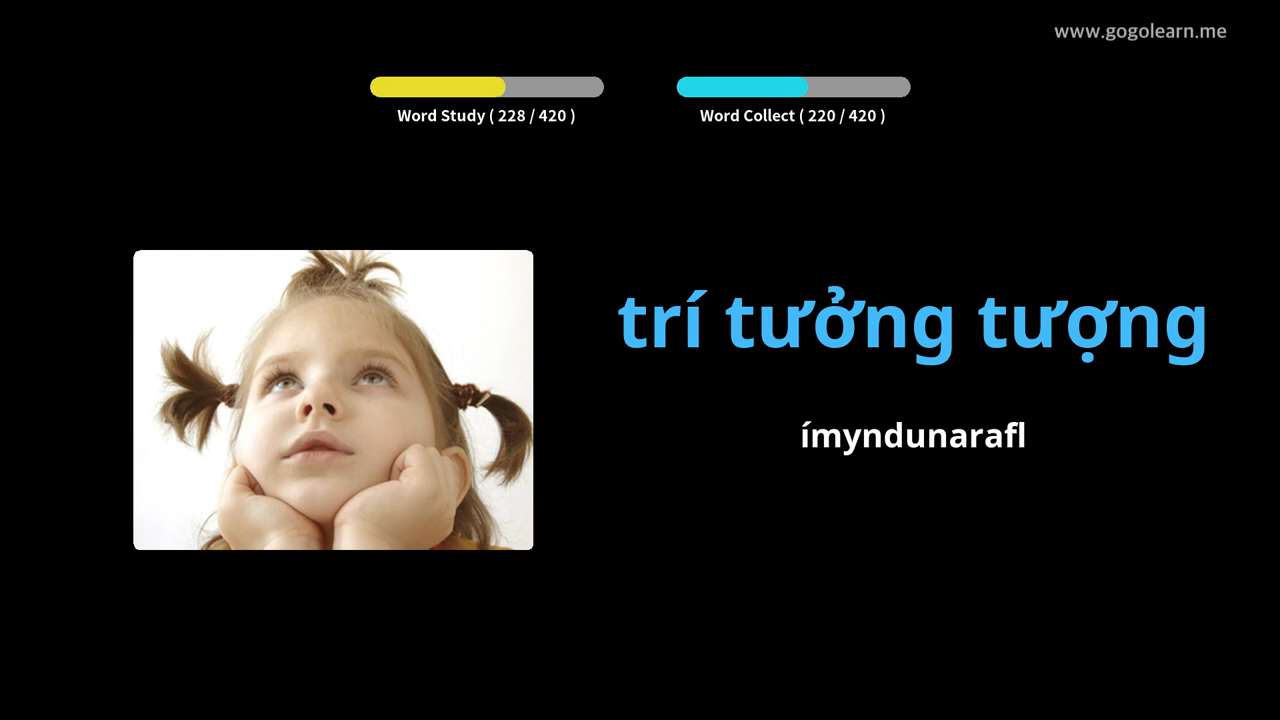 www.gogolearn.me
Word Study ( 228 / 420 )
Word Collect ( 220 / 420 )
trí tưởng tượng
ímyndunarafl